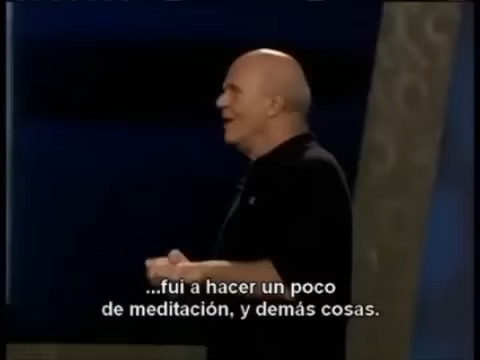 ...fui a hacer un poco
de meditación, y demás cosas.